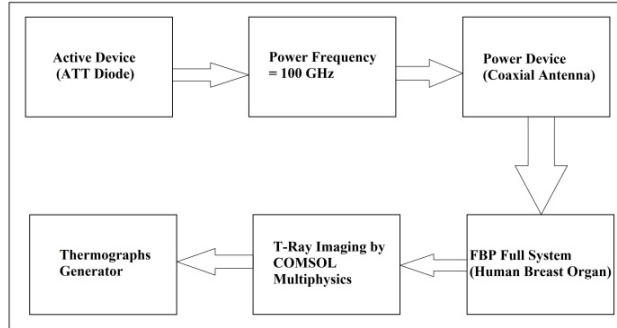 Active Device
(ATT Diode)
Power Frequency
= 100 GHz
Power Device
(Coaxial Antenna)
FBP Full System
(Human Breast Organ)
T-Ray Imaging by
COMSOL
Multiphysics
Thermographs
Generator